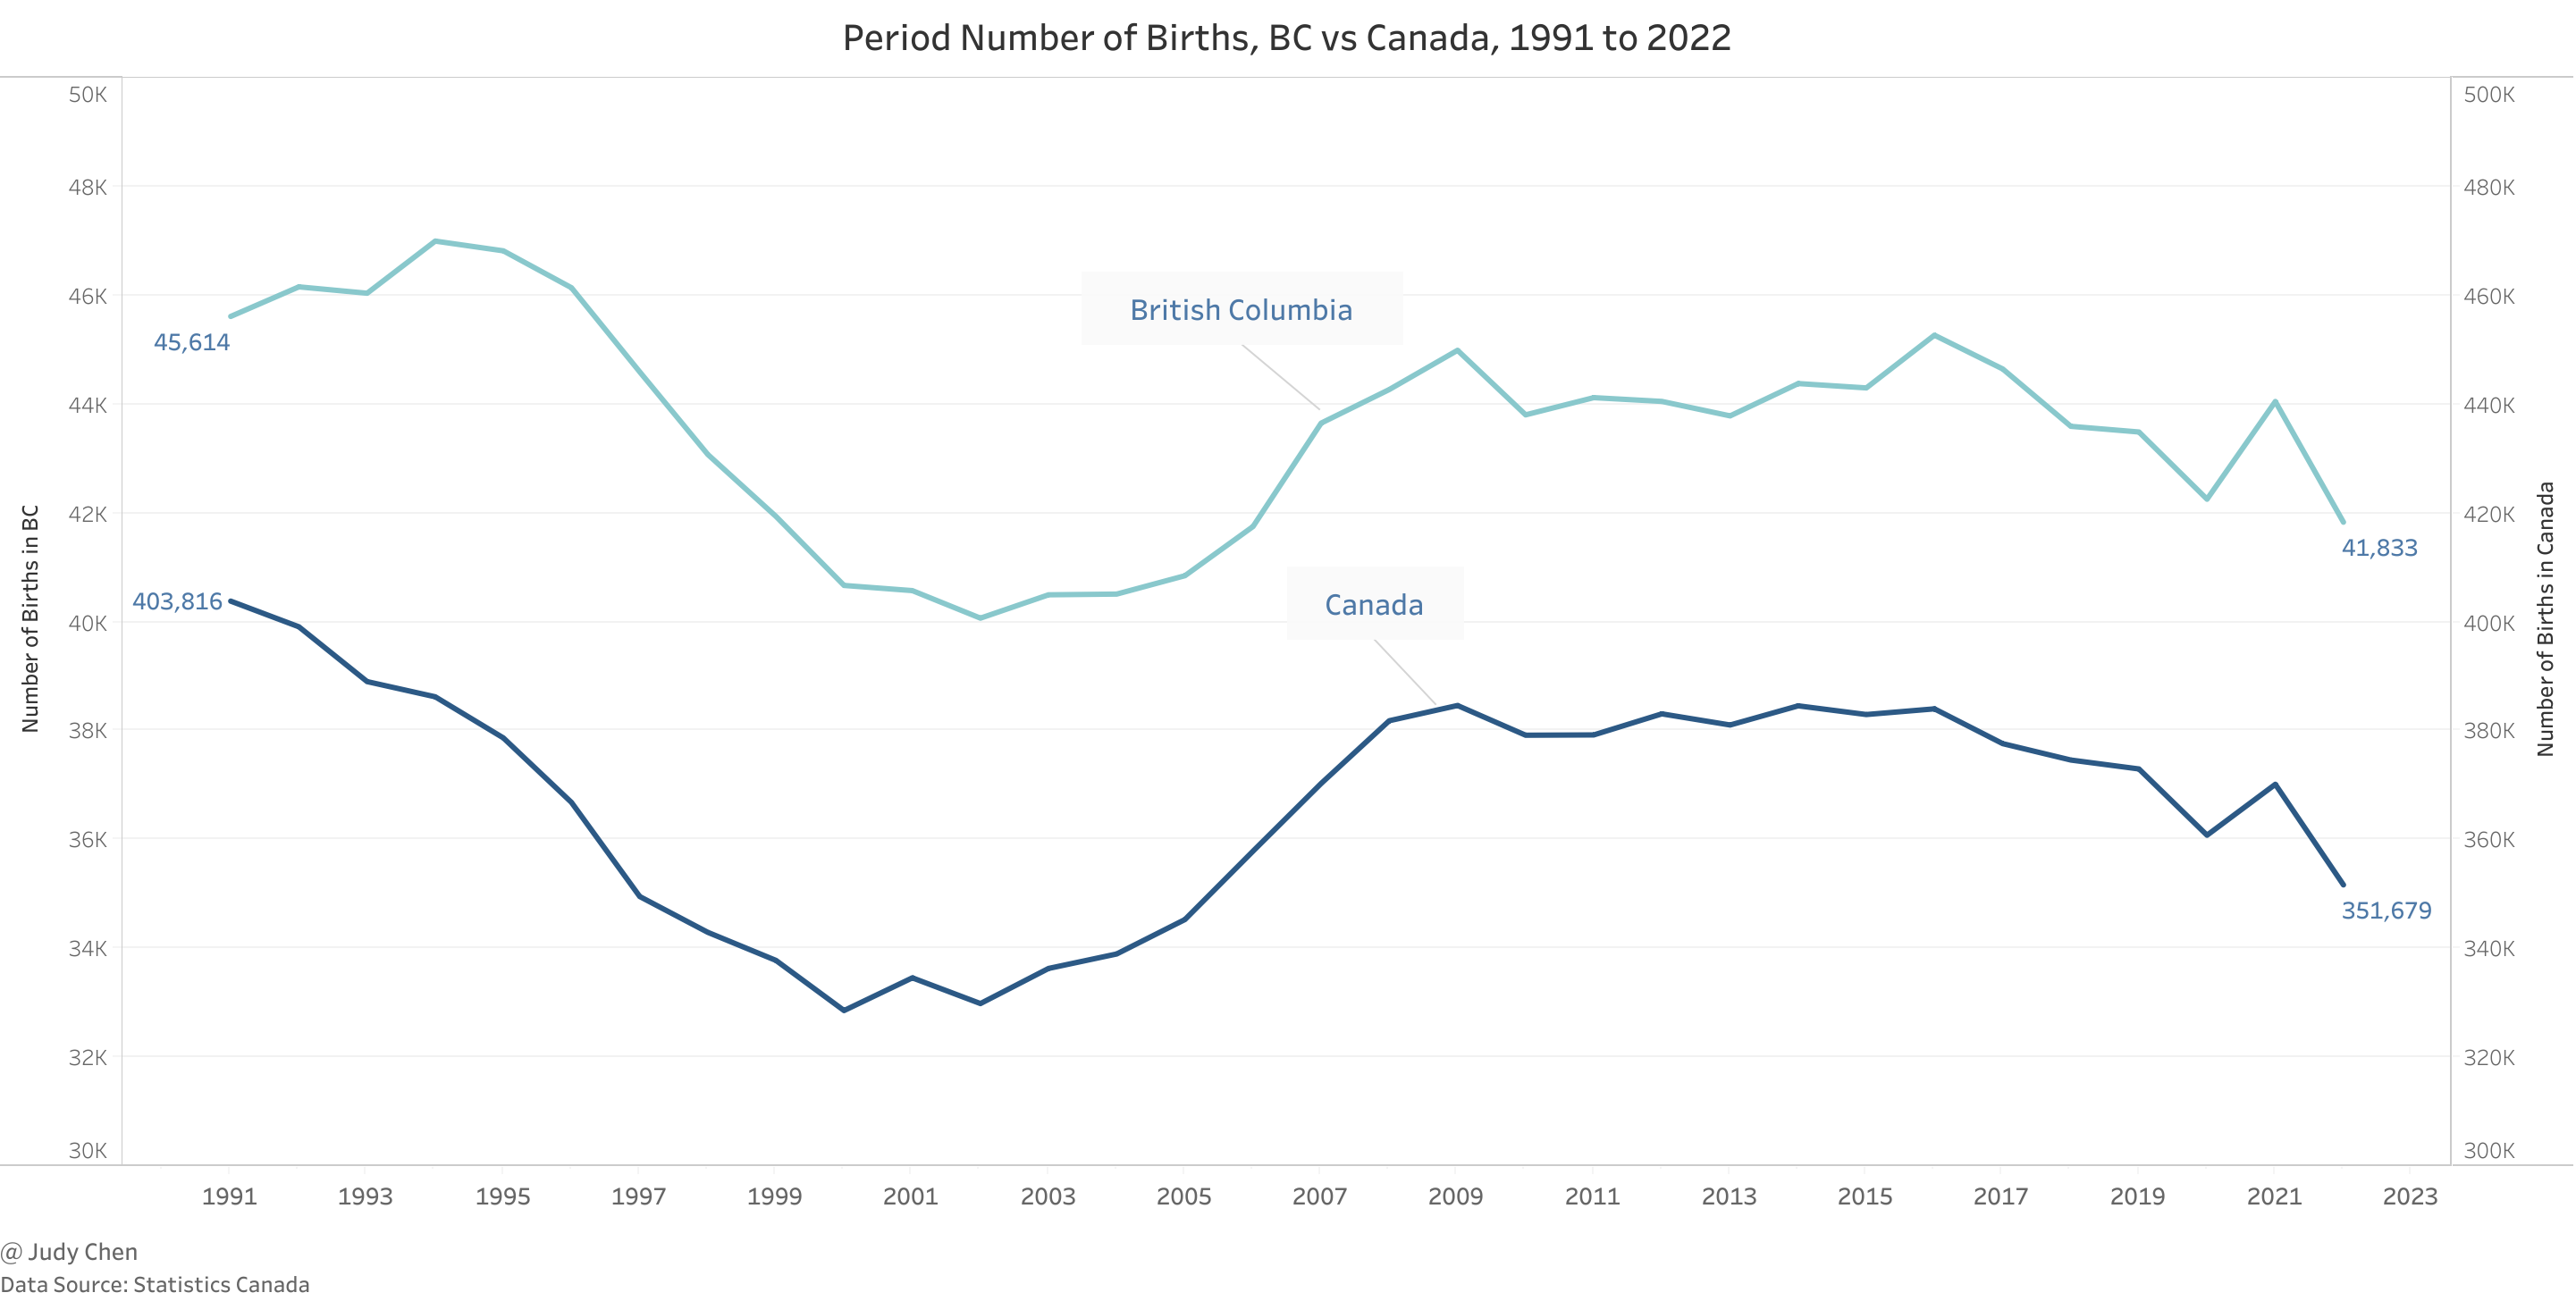 Period Number of Births, BC vs Canada, 1991 to 2022
Number of Births in BC
50K
48K
46K
44K
42K
40K
38K
36K
34K
32K
30K
45,614
403,816
British Columbia
Canada
41,833
351,679
500K
480K
460K
440K
420K
400K
380K
360K
340K
320K
300K
Number of Births in Canada
1991 1993 1995 1997 1999 2001 2003 2005 2007 2009 2011 2013 2015 2017 2019 2021 2023
@ Judy Chen
Data Source: Statistics Canada